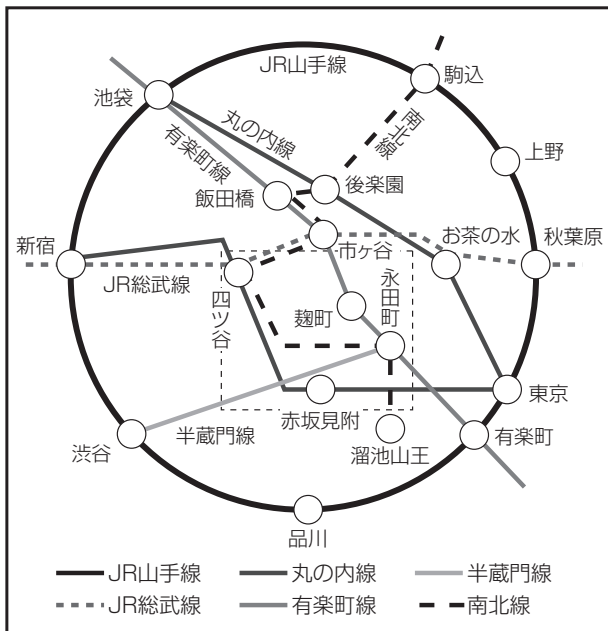 JR山手線
駒込
池袋
丸の内線
南北線
有楽町線
上野
飯田橋
後楽園
お茶の水
秋葉原
新宿
市ヶ谷
JR総武線
四ツ谷
麹町
永田町
東京
赤坂見附
半蔵門線
渋谷
溜池山王
有楽町
品川
JR山手線 丸の内線 半蔵門線
JR総武線 有楽町線 南北線